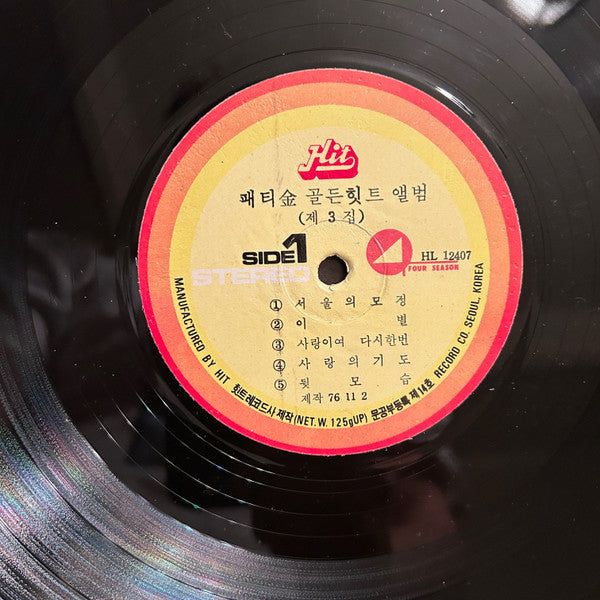 Hit
패티金 골든힛트 앨범
(제 3 집)
SIDE 1
STEREO
HL 12407
FOUR SEASON
① 서울의모정
② 이 별
③ 사랑이여 다시한번
④ 사랑의기도
⑤ 뒷모습
제작 76 11 2
MANUFACTURED BY HIT 힛트레코드사 제작 (NET. W. 125gUP) 문공부등록 제14호 RECORD CO. SEOUL, KOREA